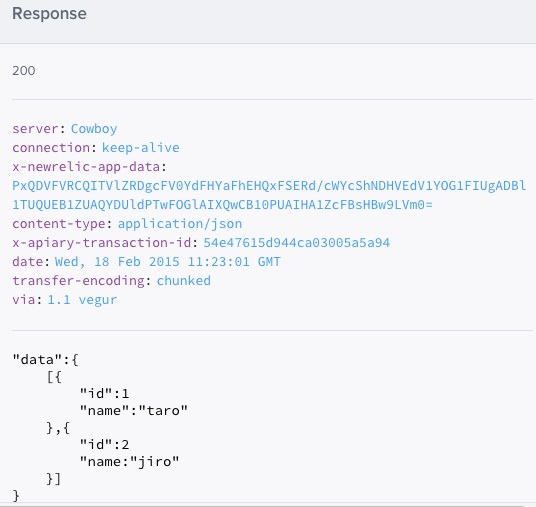 Response
200
server: Cowboy
connection: keep-alive
x-newrelic-app-data:
PxQDVFVRCQITVlZRDgcFV0YdFHYaFhEHQxFSERd/cWYcShNDHVEdV1YOG1FIUgADBl
1TUQUEB1ZUAQYDUldPTwFOGlAIXQwCB10PUAIHA1ZcFBsHBw9LVm0=
content-type: application/json
x-apiary-transaction-id: 54e47615d944ca03005a5a94
date: Wed, 18 Feb 2015 11:23:01 GMT
transfer-encoding: chunked
via: 1.1 vegur
"data":{
    [{
        "id":1
        "name":"taro"
    },{
        "id":2
        "name:"jiro"
    }]
}